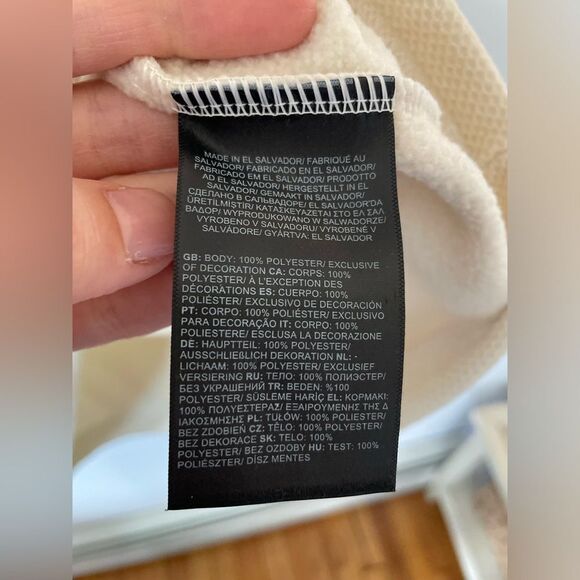 MADE IN EL SALVADOR/ FABRIQUÉ AU
SALVADOR/ FABRICADO EN EL SALVADOR/
FABRICADO EM EL SALVADOR/ PRODOTTO
AD EL SALVADOR/ HERGESTELLT IN EL
SALVADOR/ GEMAAKT IN SALVADOR/
СДЕЛАНО В САЛЬВАДОРЕ/ EL SALVADOR'DA
ÜRETILMIŞTIR/ ΚΑΤΑΣΚΕΥΑΖΕΤΑΙ ΣΤΟ ΕΛ ΣΑΛ
ΒΑΔΟΡ/ WYPRODUKOWANO W SALWADORZE/
VYROBENO V SALVADORU/ VYROBENÉ V
SALVÁDORE/ GYÁRTVA: EL SALVADOR
GB: BODY: 100% POLYESTER/ EXCLUSIVE
OF DECORATION CA: CORPS: 100%
POLYESTER/ À L'EXCEPTION DES
DÉCORATIONS ES: CUERPO: 100%
POLIÉSTER/ EXCLUSIVO DE DECORACIÓN
PT: CORPO: 100% POLIÉSTER/ EXCLUSIVO
PARA DECORAÇÃO IT: CORPO: 100%
POLIESTERE/ ESCLUSA LA DECORAZIONE
DE: HAUPTTEIL: 100% POLYESTER/
AUSSCHLIEßLICH DEKORATION NL: -
LICHAAM: 100% POLYESTER/ EXCLUSIEF
VERSIERING RU: ТЕЛО: 100% ПОЛИЭСТЕР/
БЕЗ УКРАШЕНИЙ TR: BEDEN: %100
POLYESTER/ SÜSLEME HARİÇ EL: ΚΟΡΜΑΚΙ:
100% ΠΟΛΥΕΣΤΕΡΑΣ/ ΕΞΑΙΡΟΥΜΕΝΗΣ ΤΗΣ Δ
ΙΑΚΟΣΜΗΣΗΣ PL: TUŁÓW: 100% POLIESTER/
BEZ ZDOBIEŃ CZ: TĚLO: 100% POLYESTER/
BEZ DEKORACE SK: TELO: 100%
POLYESTER/ BEZ OZDOBY HU: TEST: 100%
POLIÉSZTER/ DÍSZ MENTES